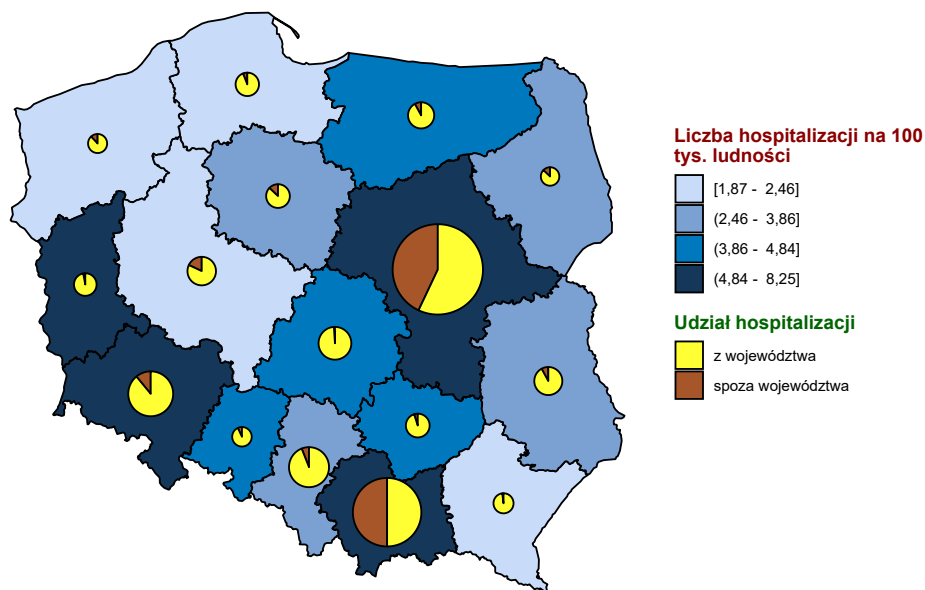 Liczba hospitalizacji na 100
tys. ludności
[1,87 - 2,46]
(2,46 - 3,86]
(3,86 - 4,84]
(4,84 - 8,25]
Udział hospitalizacji
z województwa
spoza województwa